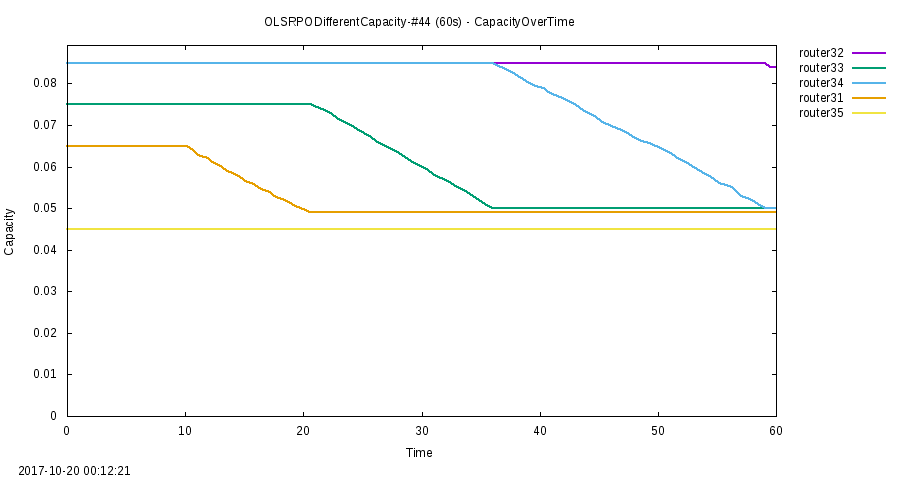 OLSRPODifferentCapacity-#44 (60s) - CapacityOverTime
router32
router33
router34
router31
router35
0.08
0.07
0.06
0.05
0.04
0.03
0.02
0.01
0
Capacity
0 10 20 30 40 50 60
Time
2017-10-20 00:12:21